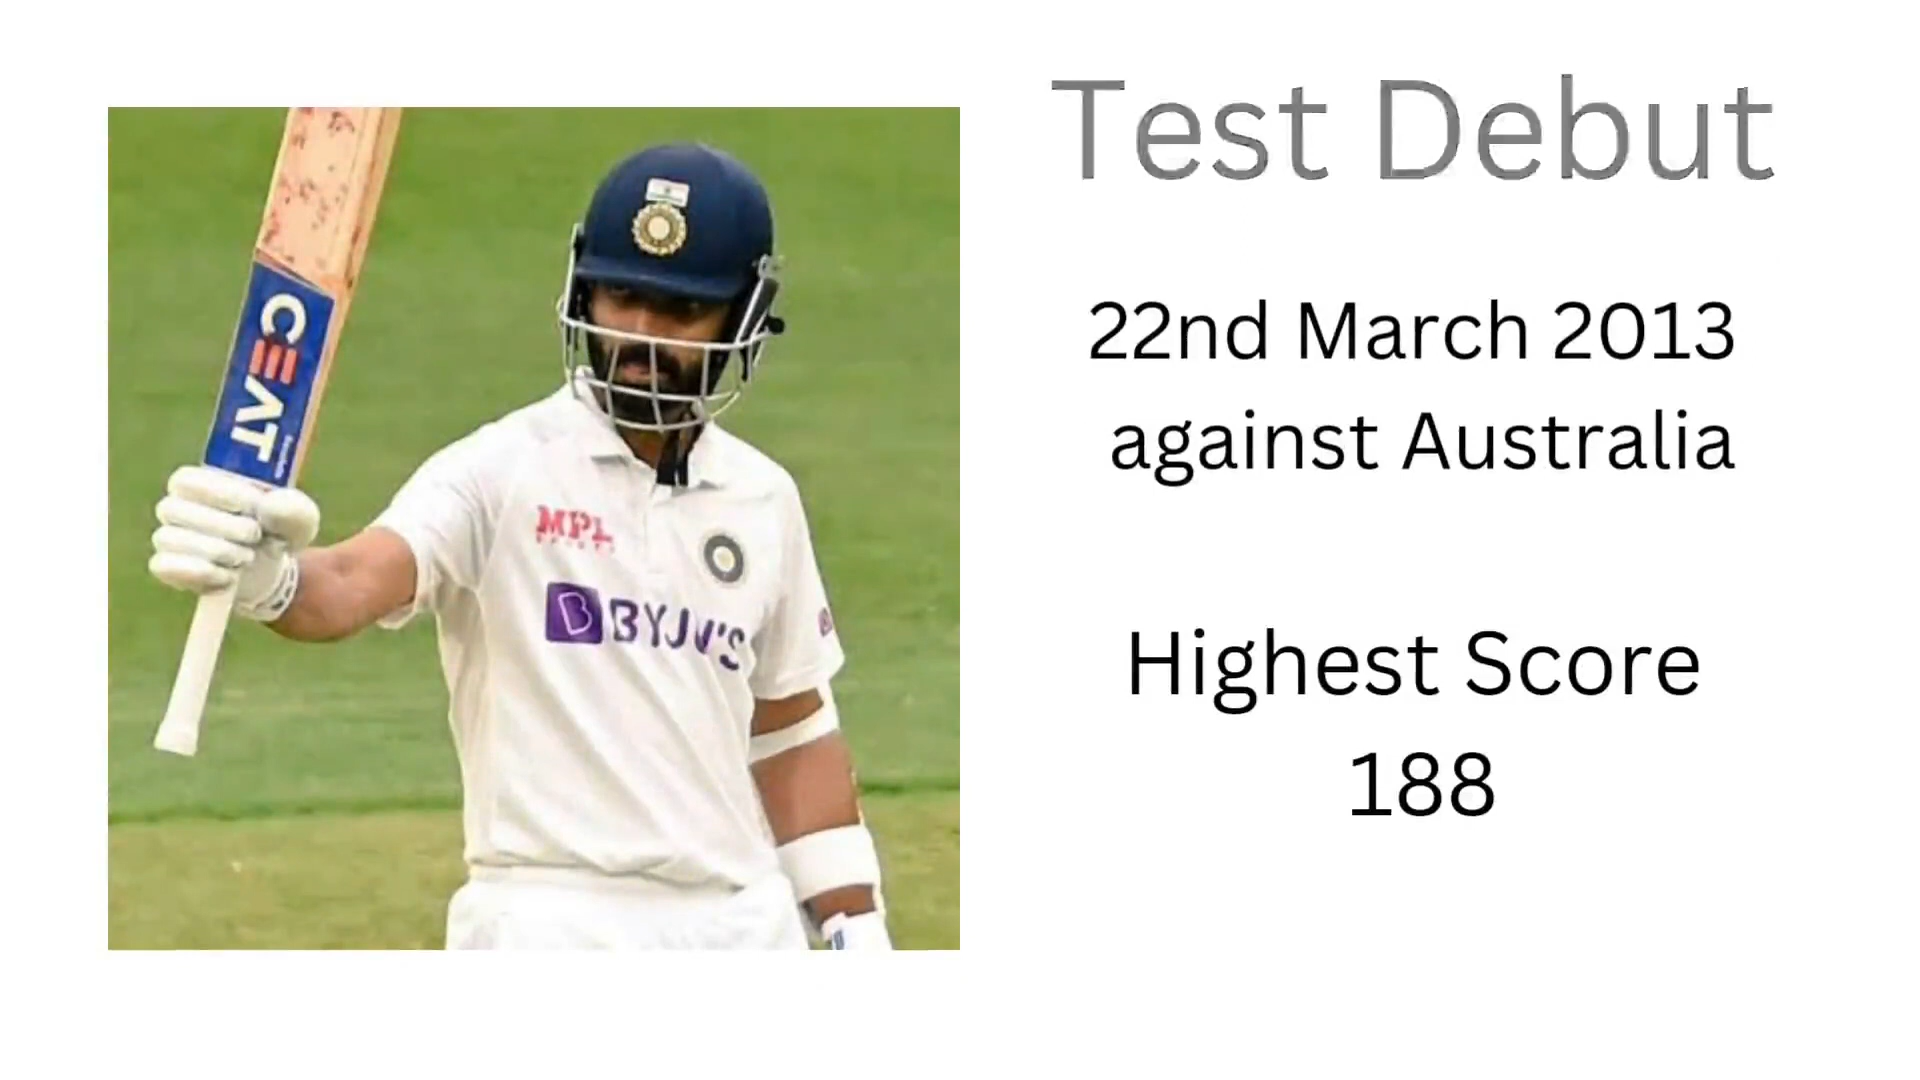 Test Debut
22nd March 2013
against Australia
Highest Score
188
CEAT
MPL
BYJU'S